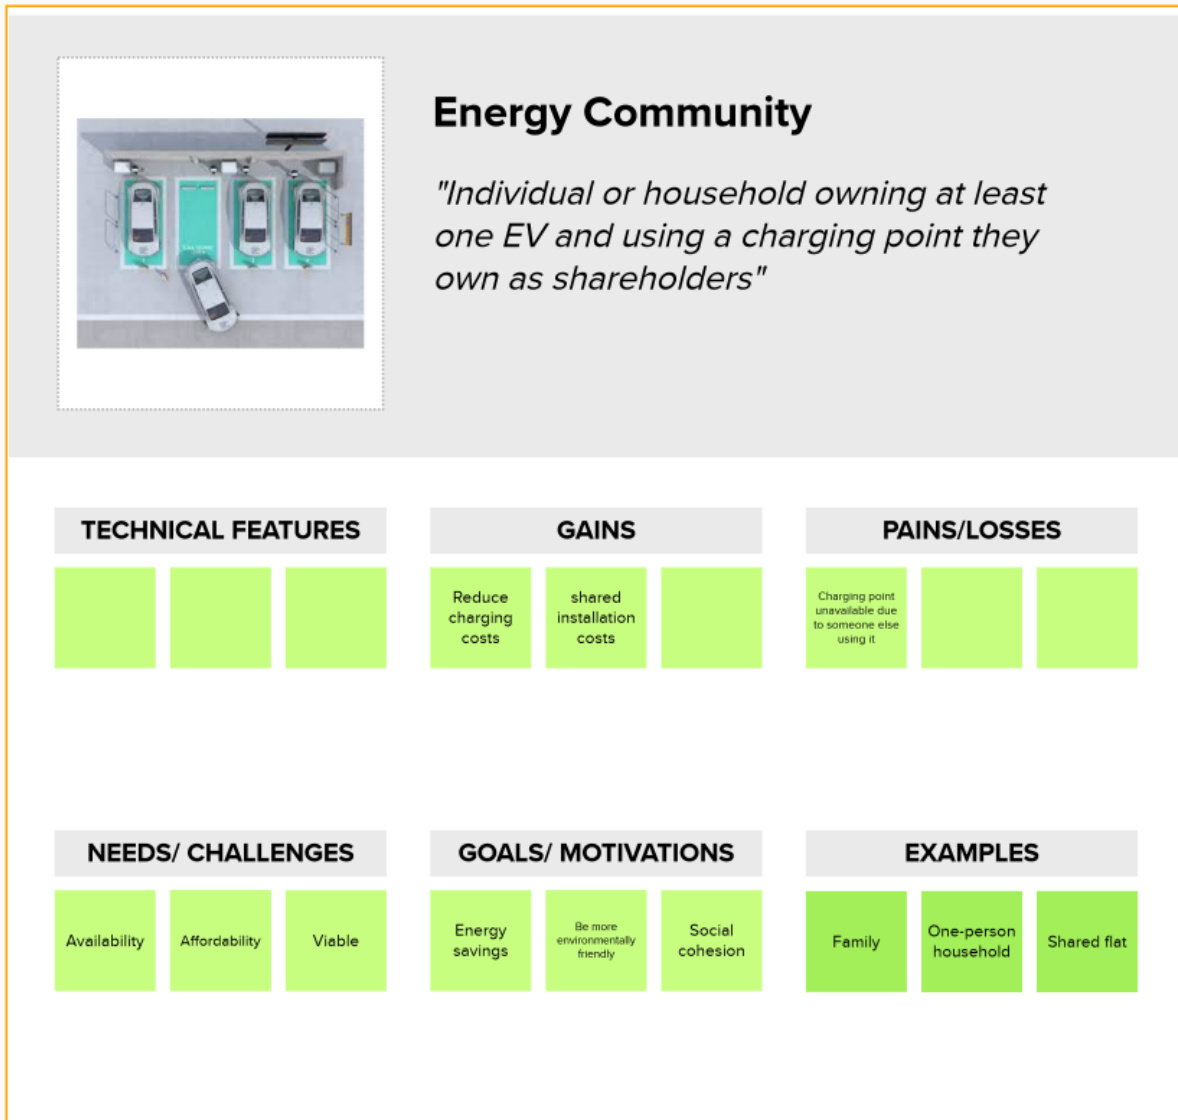 Energy Community
"Individual or household owning at least
one EV and using a charging point they
own as shareholders"
TECHNICAL FEATURES
GAINS
Reduce
charging
costs
shared
installation
costs
PAINS/LOSSES
Charging point
unavailable due
to someone else
using it
NEEDS/ CHALLENGES
Availability
Affordability
Viable
GOALS/ MOTIVATIONS
Energy
savings
Be more
environmentally
friendly
Social
cohesion
EXAMPLES
Family
One-person
household
Shared flat